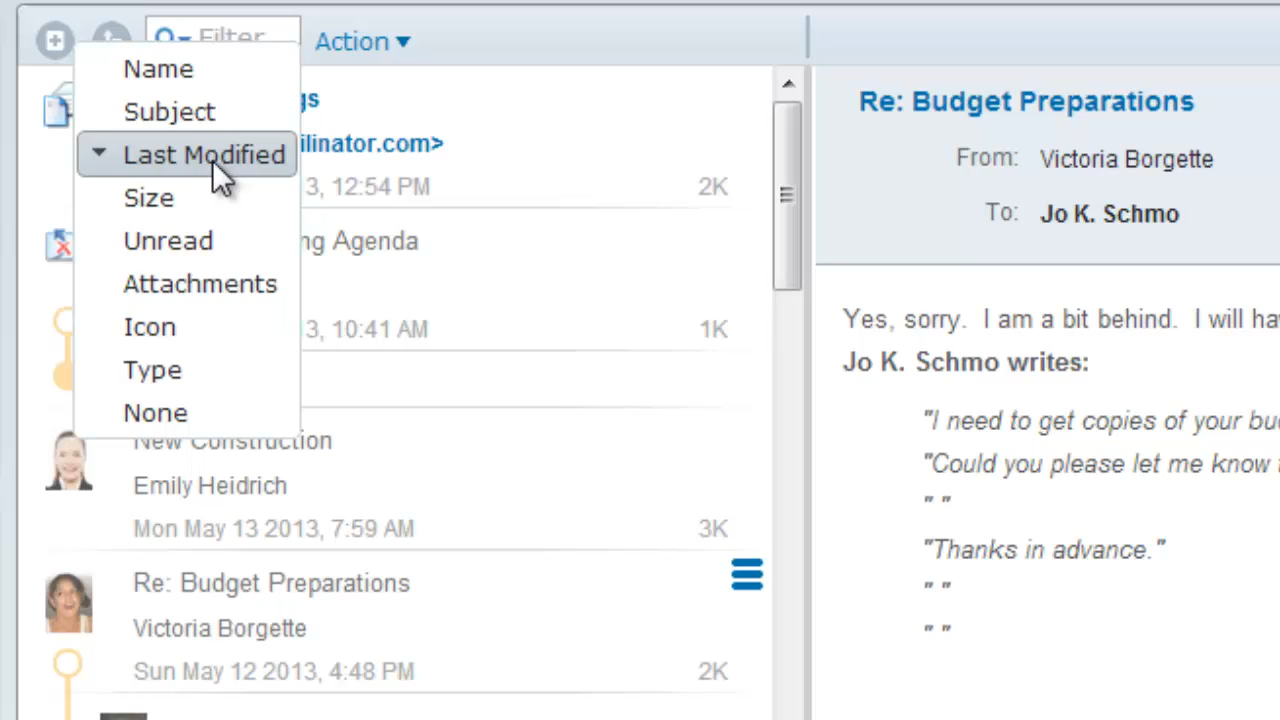 Filter
Action
Name
Subject
Last Modified
Size
Unread
Attachments
Icon
Type
None
gs
ilinator.com>
3, 12:54 PM 2K
ng Agenda
3, 10:41 AM 1K
New Construction
Emily Heidrich
Mon May 13 2013, 7:59 AM 3K
Re: Budget Preparations
Victoria Borgette
Sun May 12 2013, 4:48 PM 2K
Re: Budget Preparations
From: Victoria Borgette
To: Jo K. Schmo
Yes, sorry. I am a bit behind. I will ha
Jo K. Schmo writes:
"I need to get copies of your bu
"Could you please let me know
" "
"Thanks in advance."
" "
" "